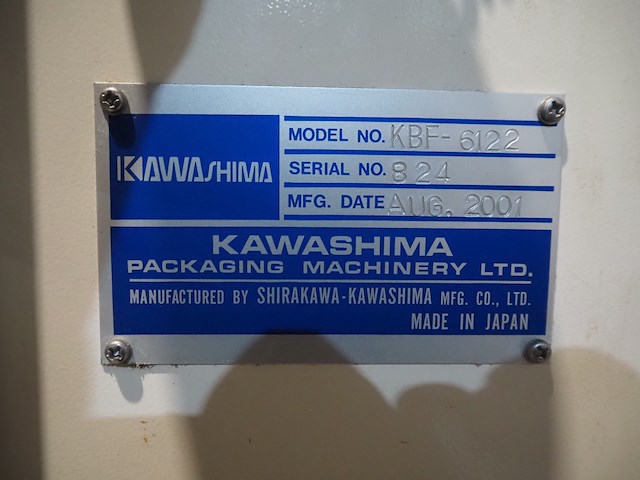 KAWASHIMA
MODEL NO. KBF-6122
SERIAL NO. 824
MFG. DATE AUG, 2001
KAWASHIMA
PACKAGING MACHINERY LTD.
MANUFACTURED BY SHIRAKAWA-KAWASHIMA MFG. CO., LTD.
MADE IN JAPAN